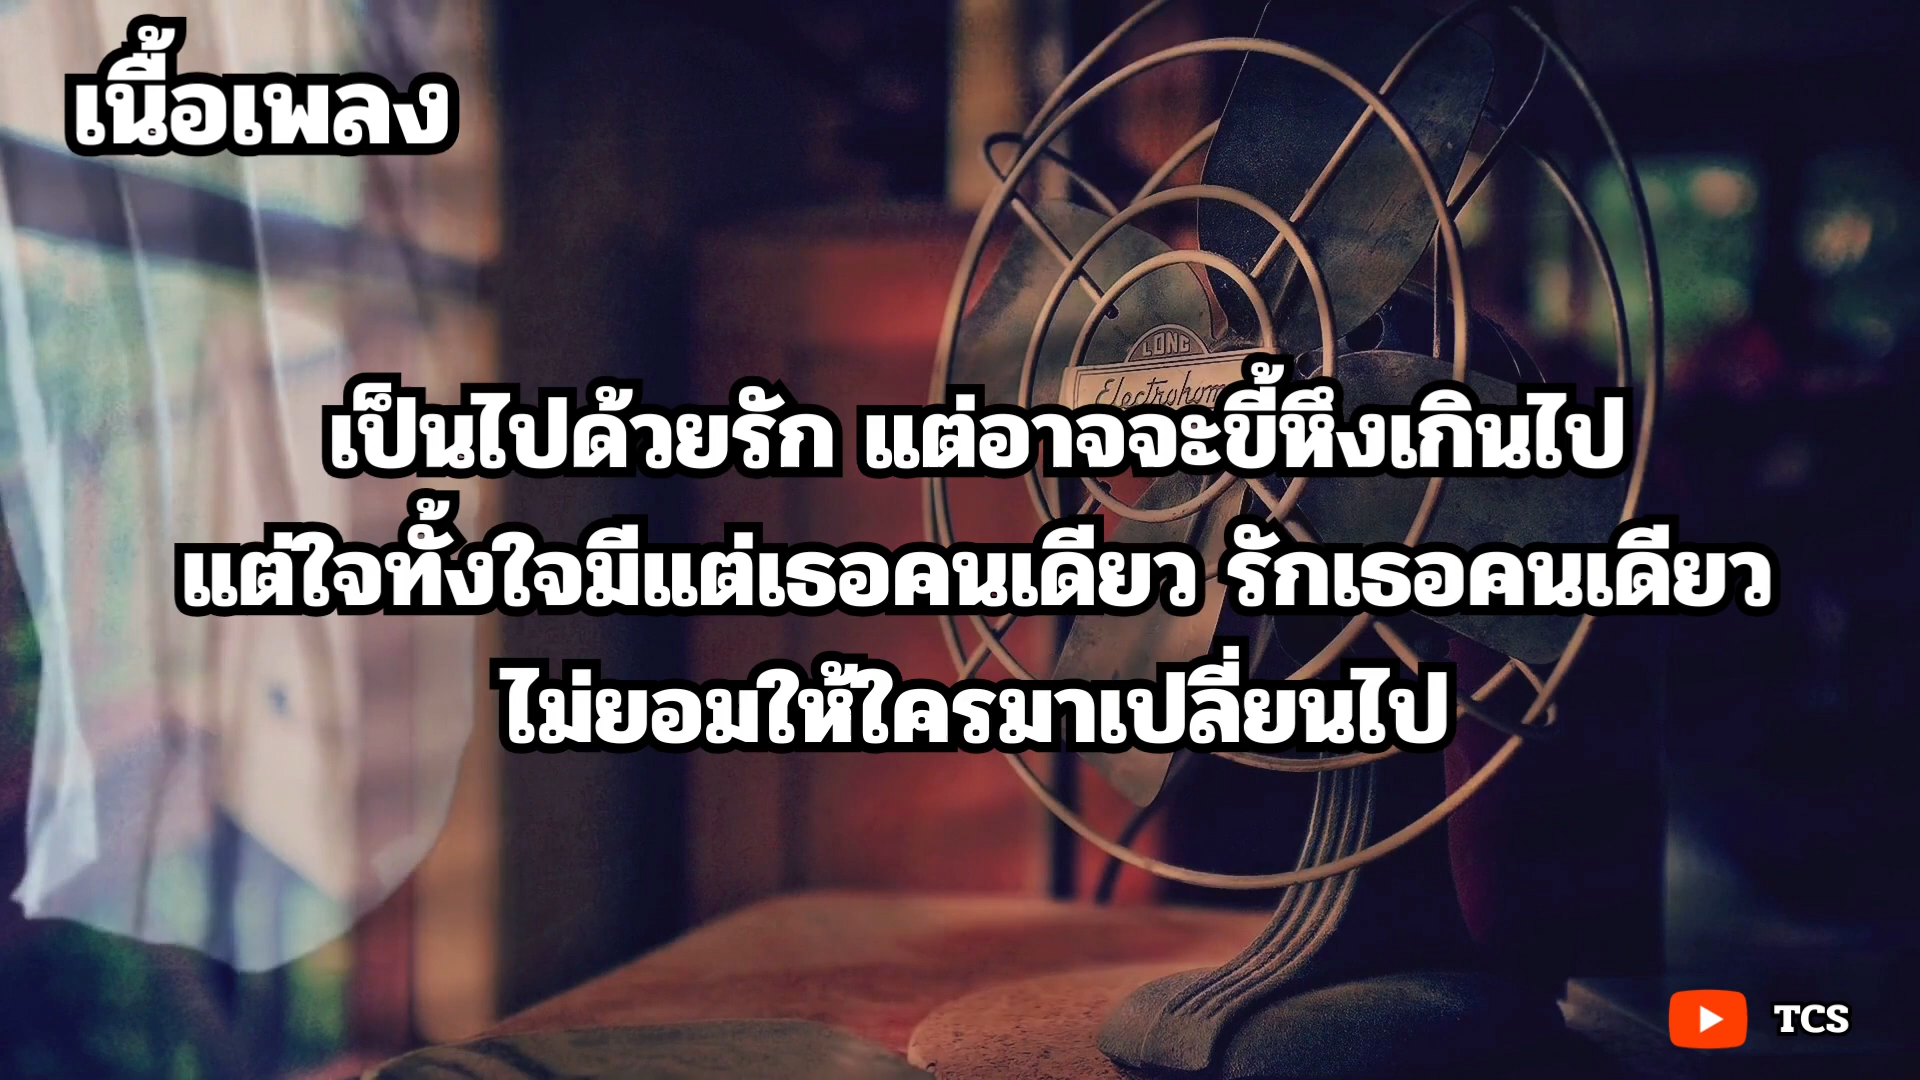 เนื้อเพลง
LONG
เป็นไปด้วยรัก แต่อาจจะขี้หึงเกินไป
แต่ใจทั้งใจมีแต่เธอคนเดียว รักเธอคนเดียว
ไม่ยอมให้ใครมาเปลี่ยนไป
TCS